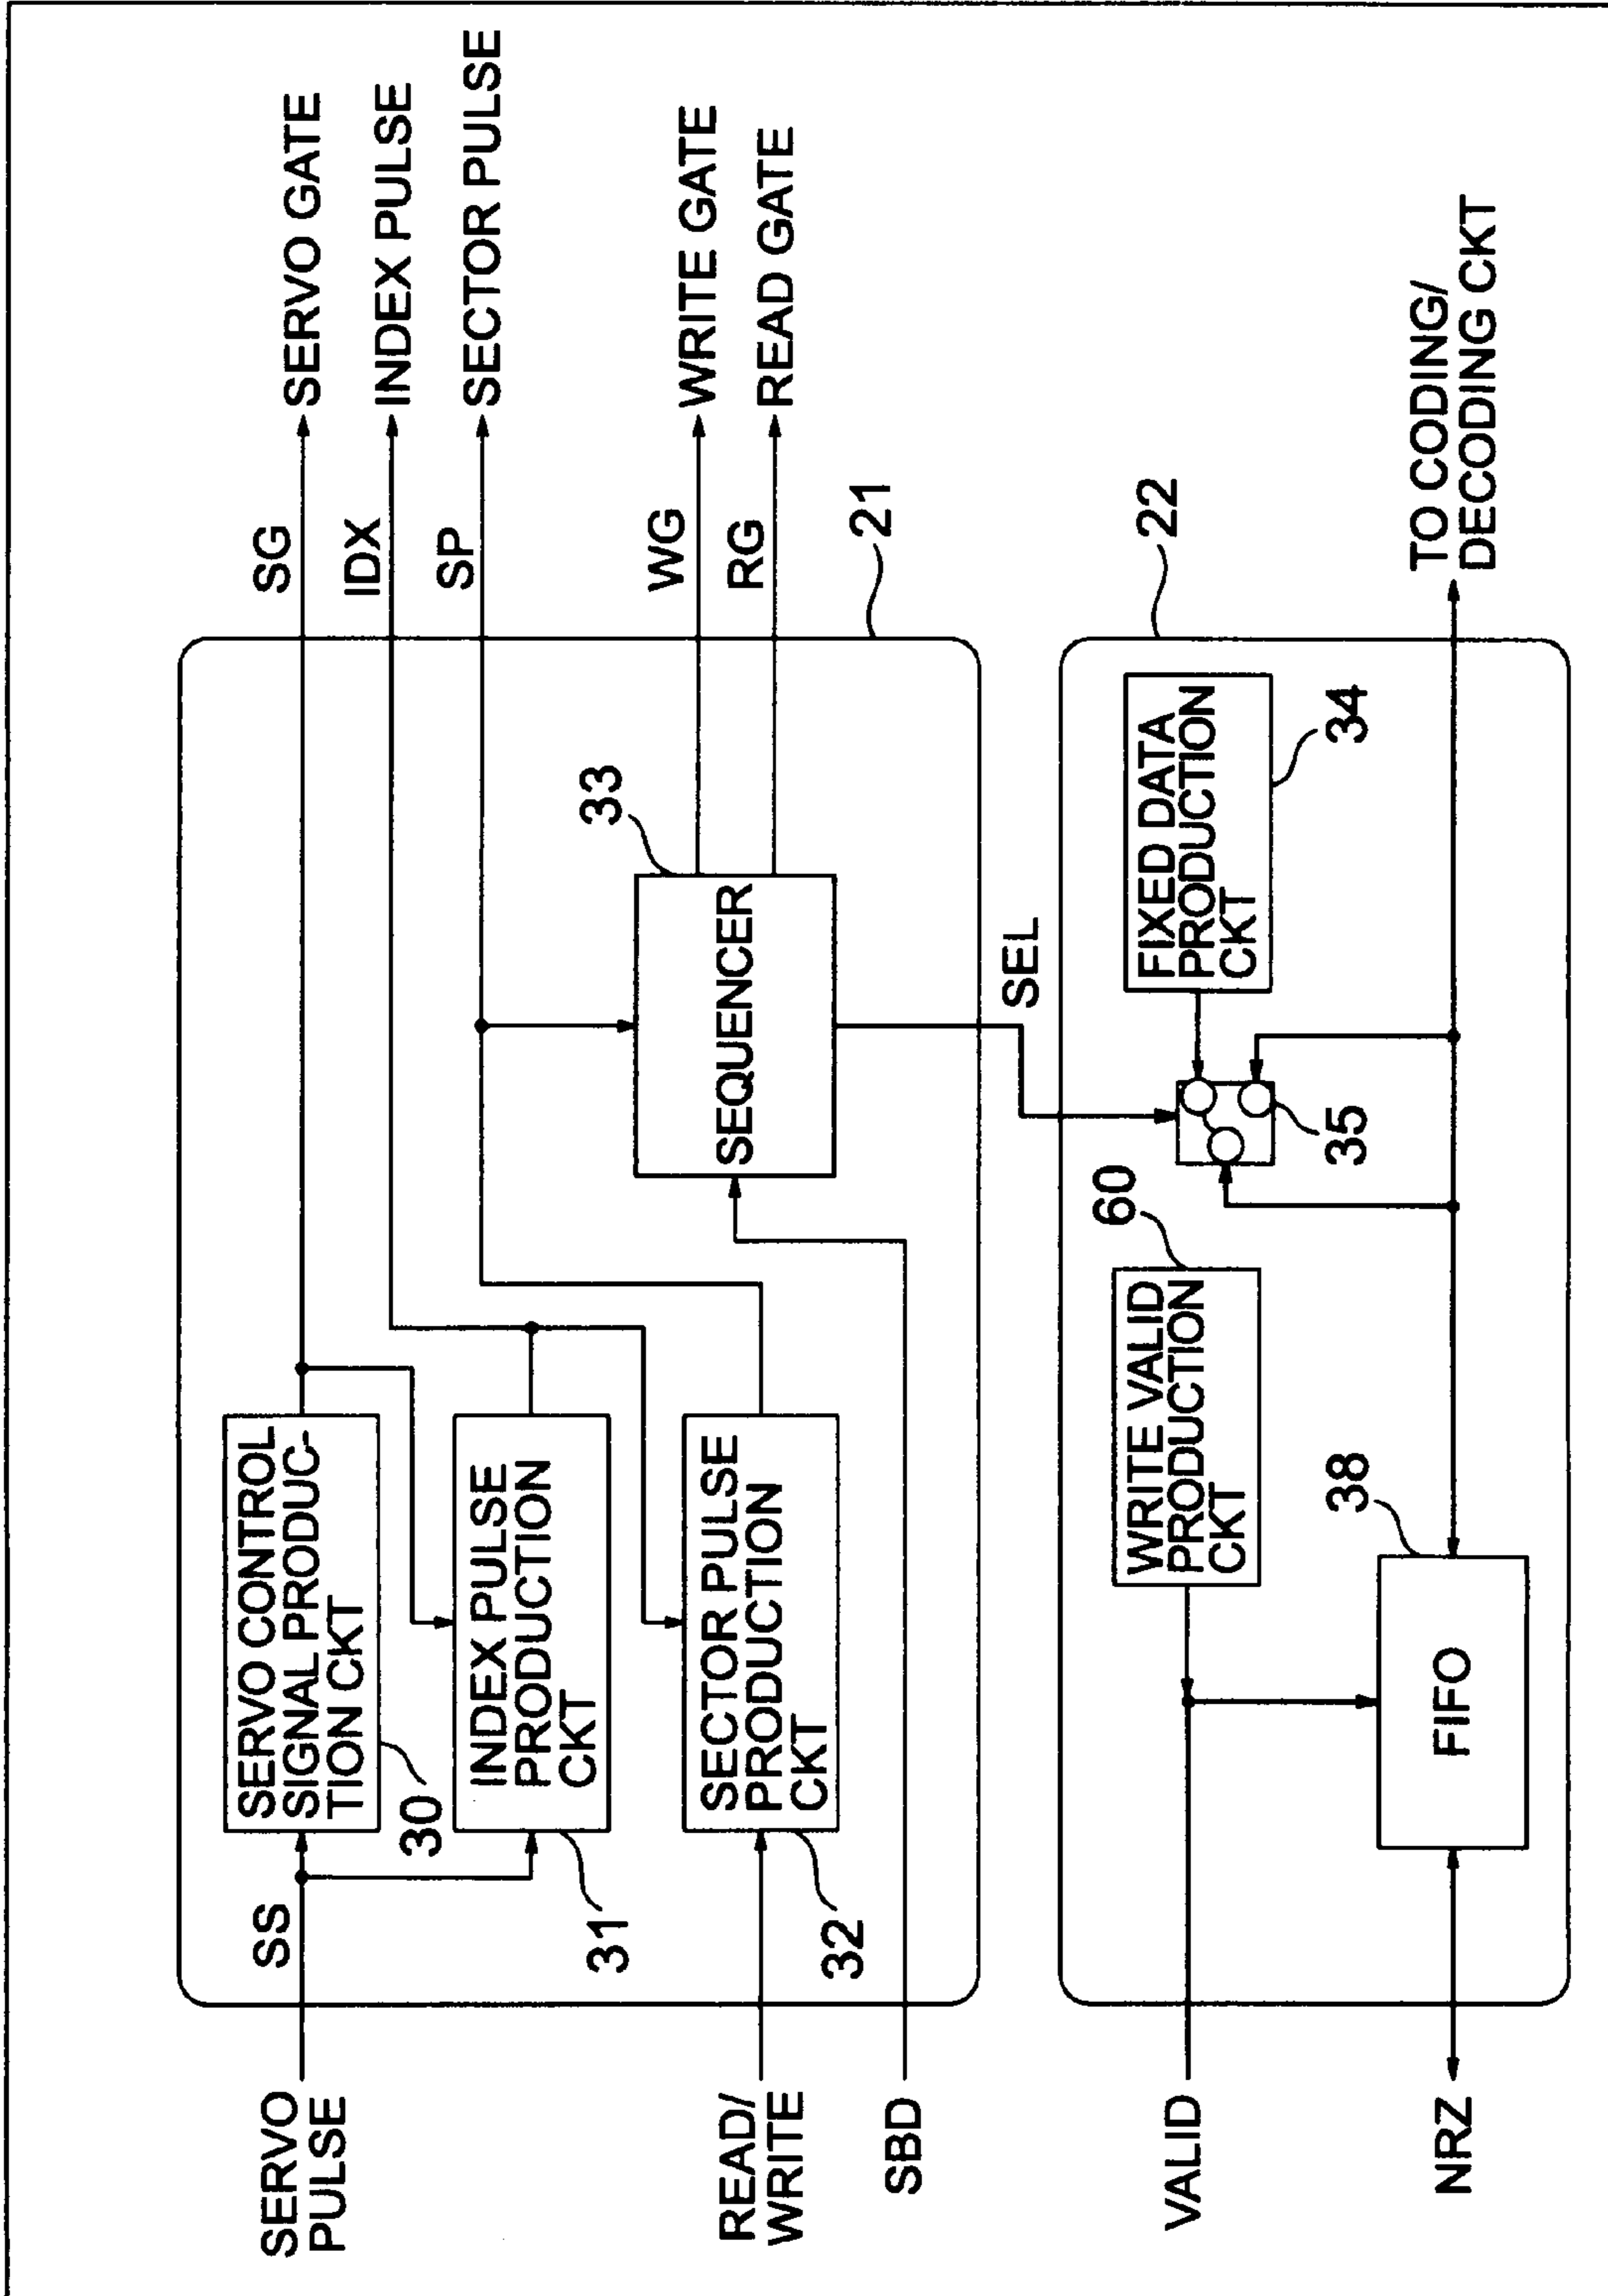 SERVO
PULSE
SS
SERVO CONTROL
SIGNAL PRODUC-
TION CKT
30
SG
SERVO GATE
INDEX PULSE
PRODUCTION
CKT
31
IDX
INDEX PULSE
READ/
WRITE
SECTOR PULSE
PRODUCTION
CKT
32
SP
SECTOR PULSE
SBD
SEQUENCER
33
WG
WRITE GATE
RG
READ GATE
21
SEL
VALID
WRITE VALID
PRODUCTION
CKT
60
FIXED DATA
PRODUCTION
CKT
34
35
22
NRZ
FIFO
38
TO CODING/
DECODING CKT